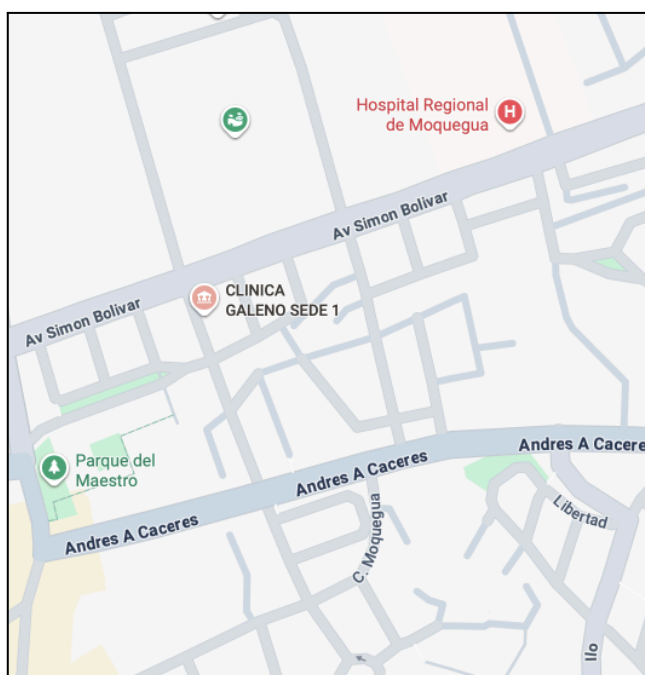 Hospital Regional
de Moquegua
H
Av Simon Bolivar
CLINICA
GALENO SEDE 1
Av Simon Bolivar
Andres A Cacere
Parque del
Maestro
Andres A Caceres
Andres A Caceres
Libertad
C. Moquegua
Ilo